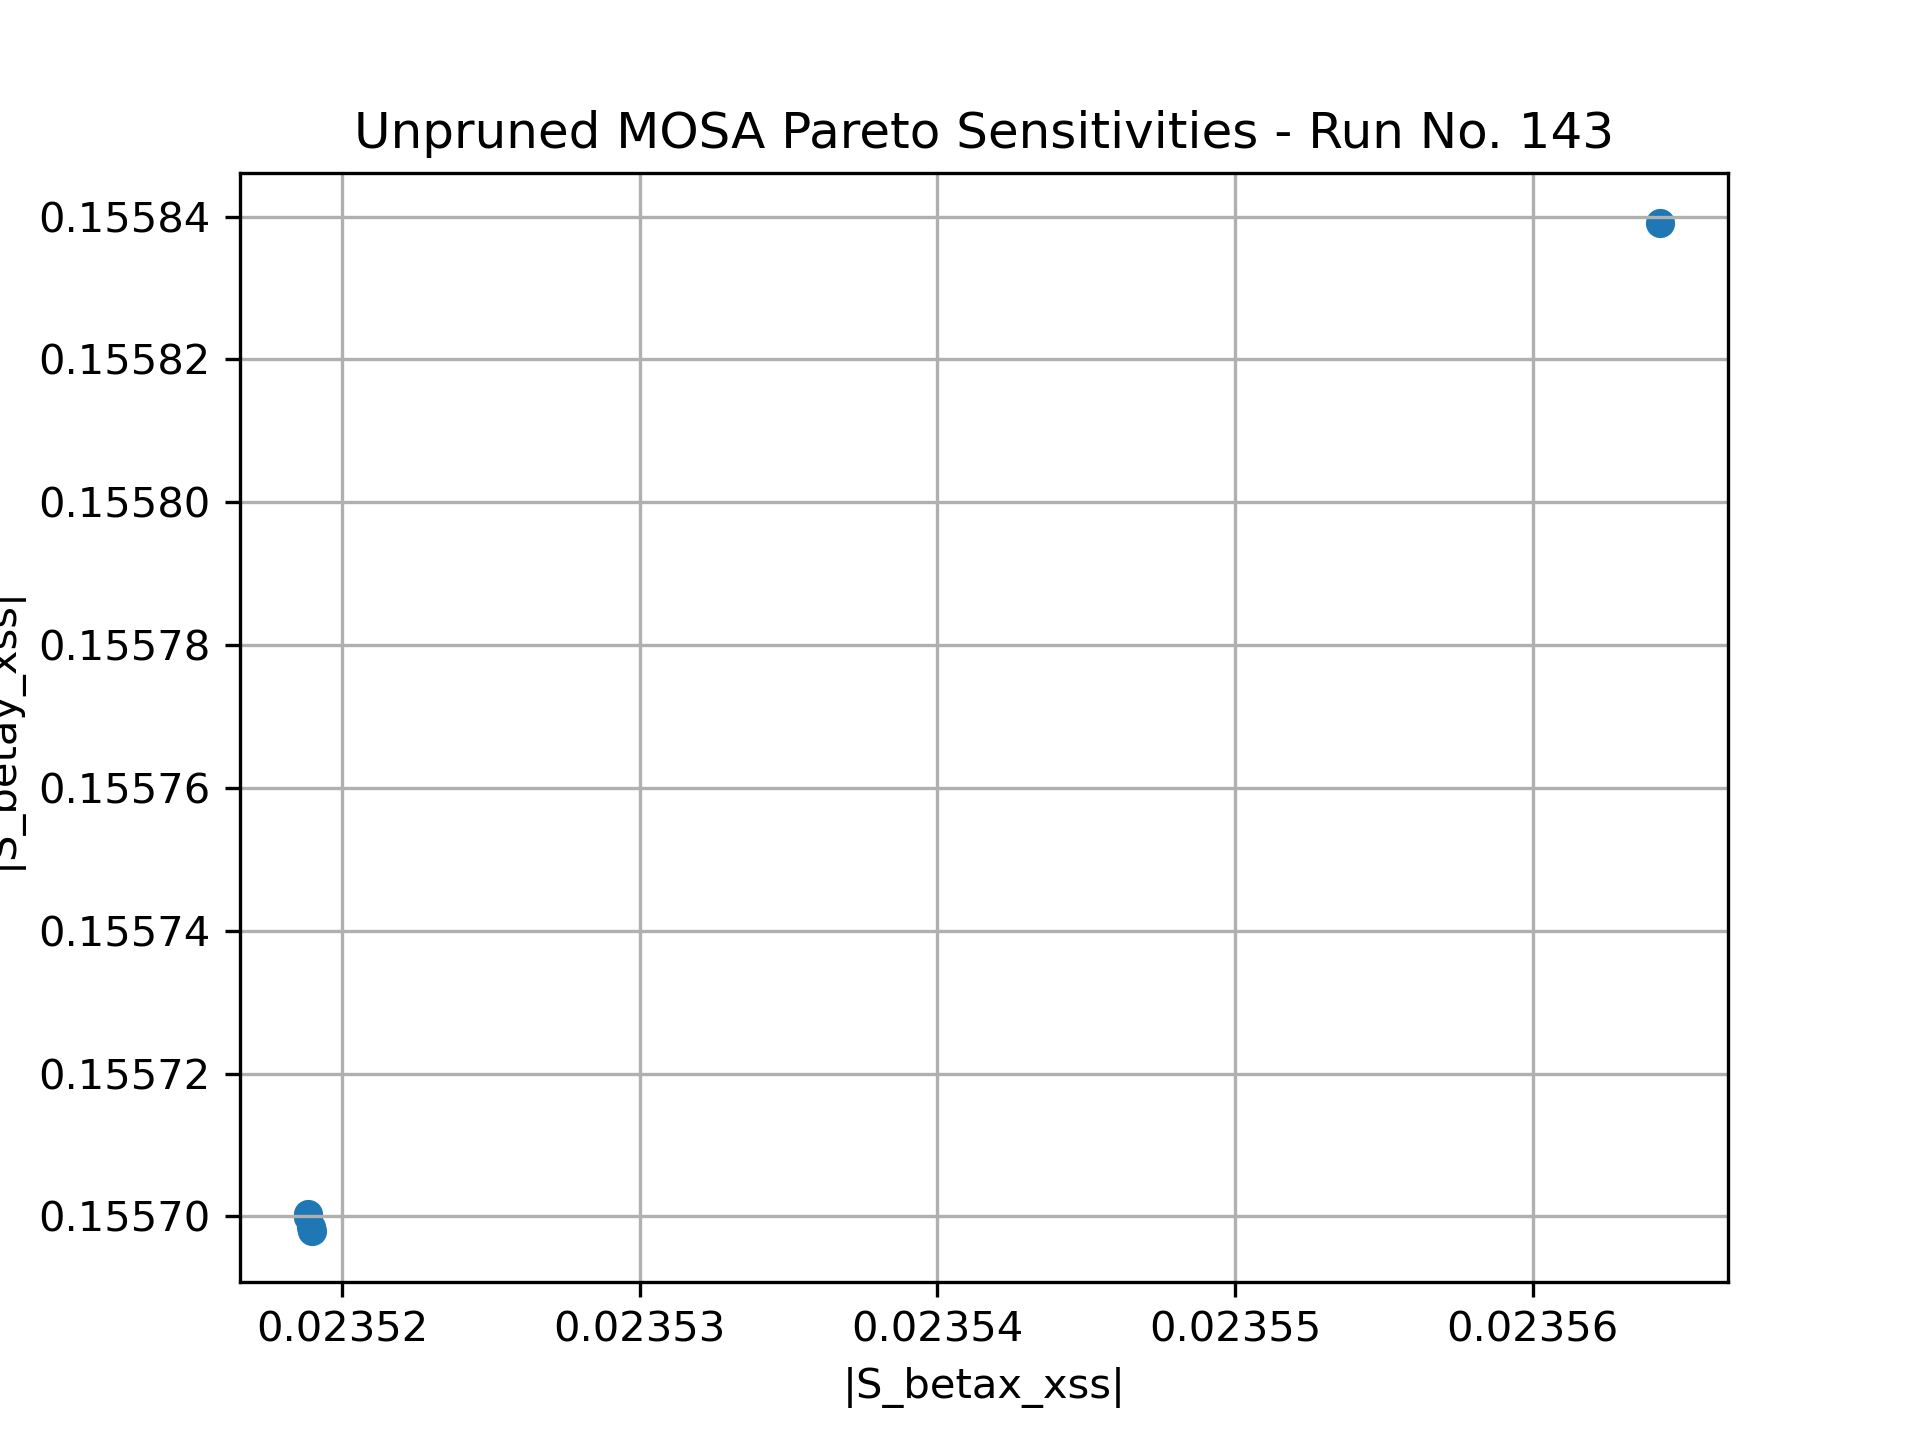 Unpruned MOSA Pareto Sensitivities - Run No. 143
0.15584
0.15582
0.15580
0.15578
0.15576
0.15574
0.15572
0.15570
|S_betay_xss|
0.02352 0.02353 0.02354 0.02355 0.02356
|S_betax_xss|